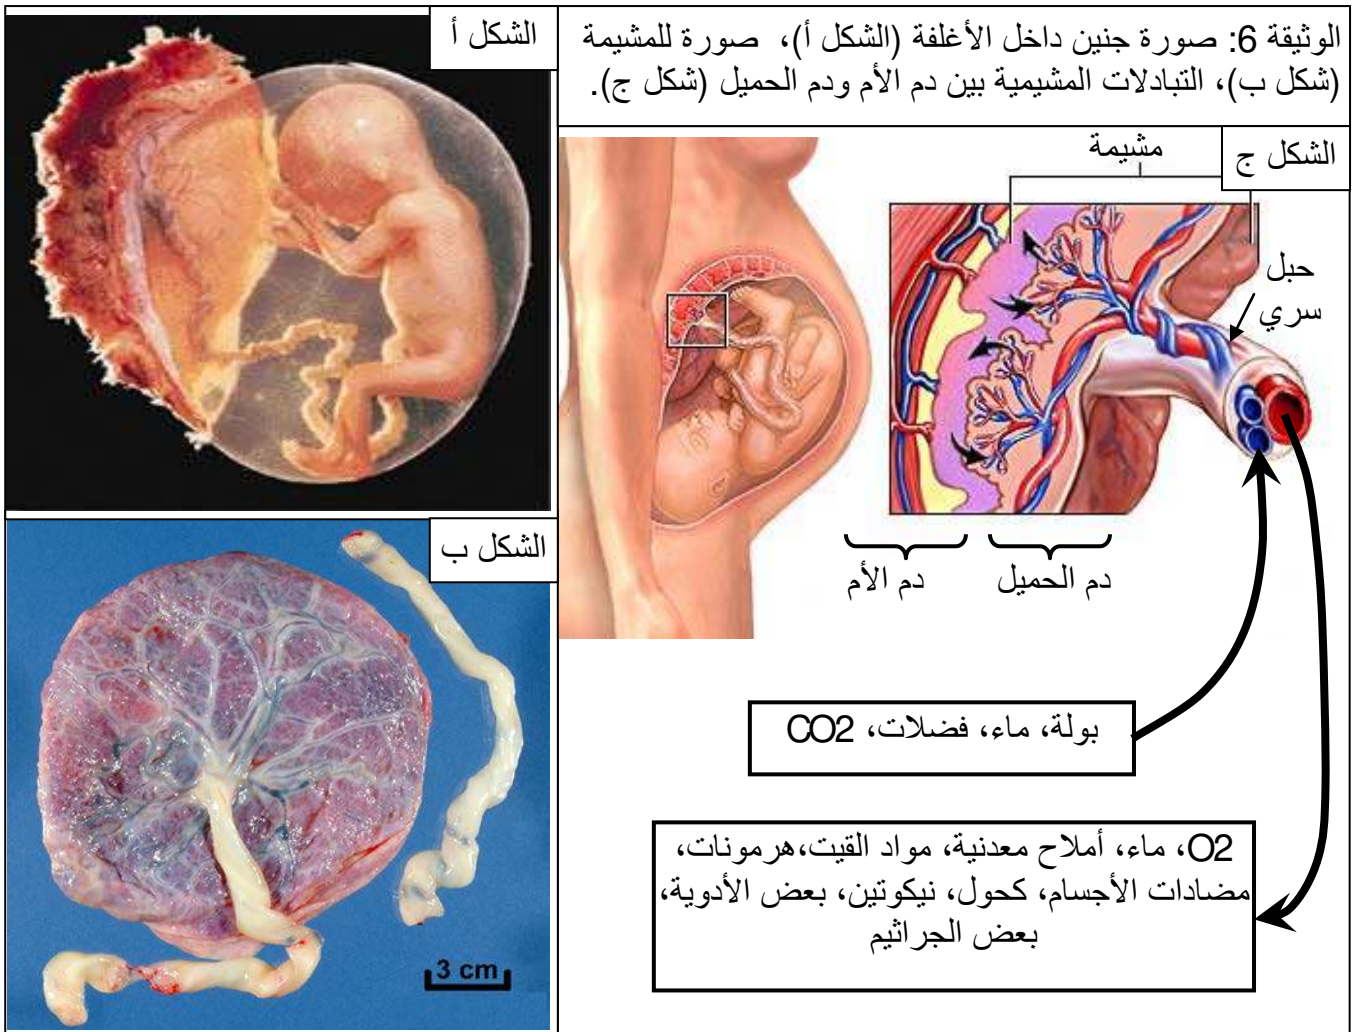 الوثيقة 6: صورة جنين داخل الأغلفة (الشكل أ)، صورة للمشيمة
(شكل ب)، التبادلات المشيمية بين دم الأم ودم الحميل (شكل ج).
الشكل أ
الشكل ج
مشيمة
حبل
سري
دم الحميل
دم الأم
الشكل ب
بولة، ماء، فضلات، CO2
O2، ماء، أملاح معدنية، مواد القيت،هرمونات،
مضادات الأجسام، كحول، نيكوتين، بعض الأدوية،
بعض الجراثيم
3 cm